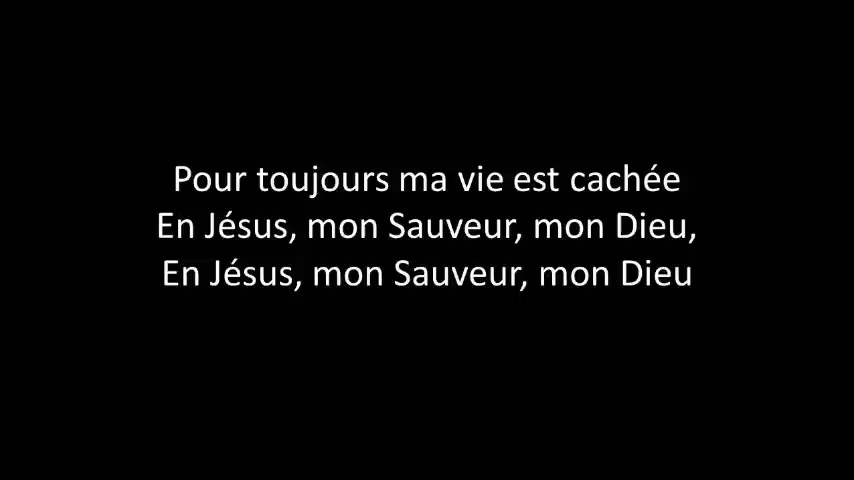 Pour toujours ma vie est cachée
En Jésus, mon Sauveur, mon Dieu,
En Jésus, mon Sauveur, mon Dieu